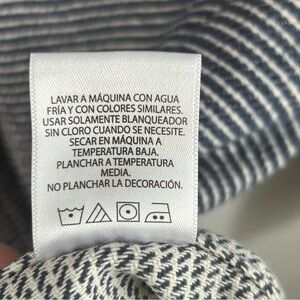 LAVAR A MÁQUINA CON AGUA
FRÍA Y CON COLORES SIMILARES.
USAR SOLAMENTE BLANQUEADOR
SIN CLORO CUANDO SE NECESITE.
SECAR EN MÁQUINA A
TEMPERATURA BAJA.
PLANCHAR A TEMPERATURA
MEDIA.
NO PLANCHAR LA DECORACIÓN.